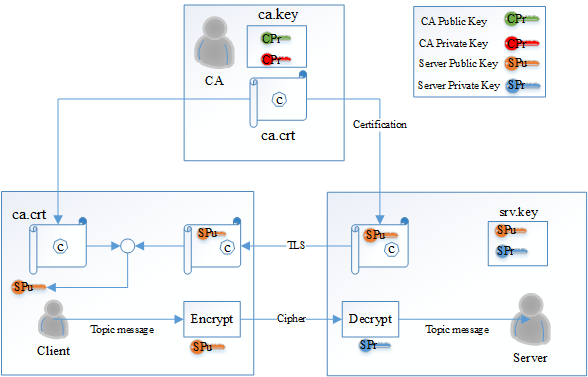 ca.key
CPr
CPr
CA
C
ca.crt
CA Public Key CPr
CA Private Key CPr
Server Public Key SPu
Server Private Key SPr
Certification
ca.crt
C
SPu
C
TLS
SPu
C
srv.key
SPu
SPr
SPu
Client
Topic message
Encrypt
SPu
Cipher
Decrypt
SPr
Topic message
Server